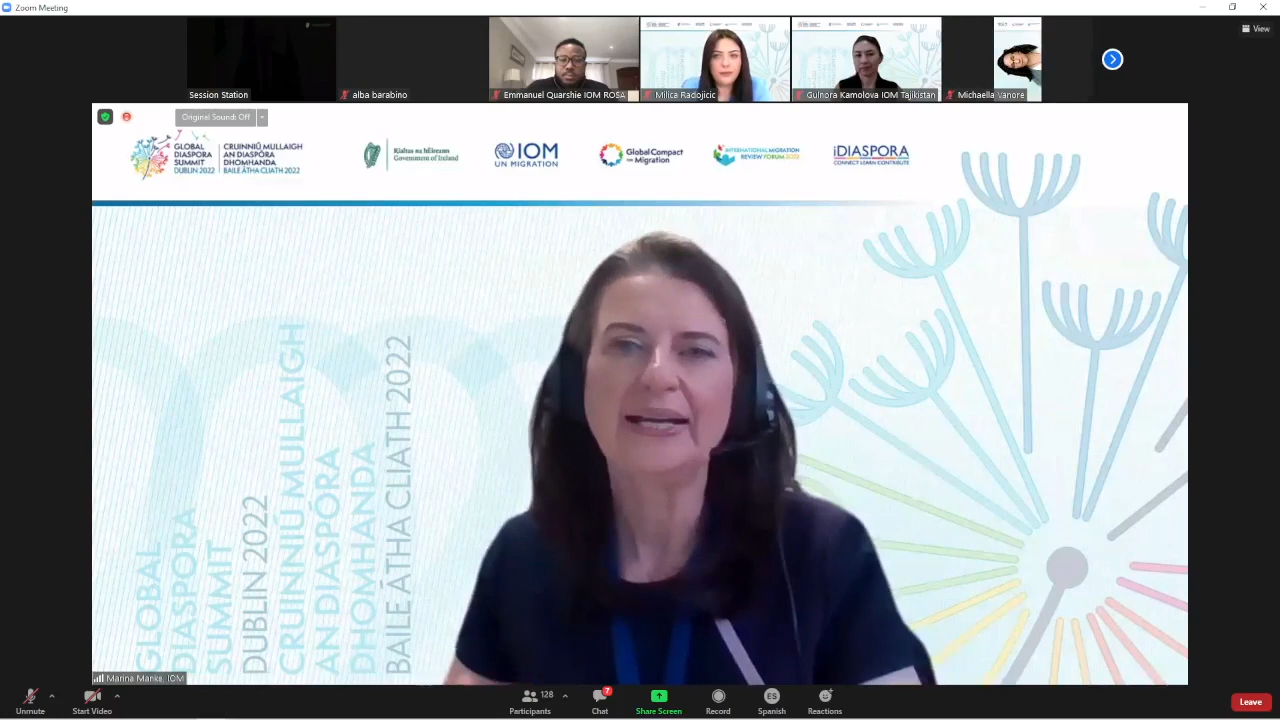 Zoom Meeting
View
Session Station
alba barabino
Emmanuel Quarshie IOM ROSA
Milica Radojicic
Gulnora Kamolova IOM Tajikistan
Michaella Vanore
Original Sound: Off
GLOBAL
DIASPORA
SUMMIT
DUBLIN 2022
CRUINNIÚ MULLAIGH
AN DIASPÓRA
DHOMHANDA
BAILE ÁTHA CLIATH 2022
Rialtas na hÉireann
Government of Ireland
IOM
UN MIGRATION
Global Compact
for Migration
INTERNATIONAL MIGRATION
REVIEW FORUM 2022
iDIASPORA
CONNECT LEARN CONTRIBUTE
GLOBAL
DIASPORA
SUMMIT
DUBLIN 2022
CRUINNIÚ MULLAIGH
AN DIASPÓRA
DHOMHANDA
BAILE ÁTHA CLIATH 2022
Marina Manke, IOM
Unmute
Start Video
128
Participants
7
Chat
Share Screen
Record
ES
Spanish
Reactions
Leave